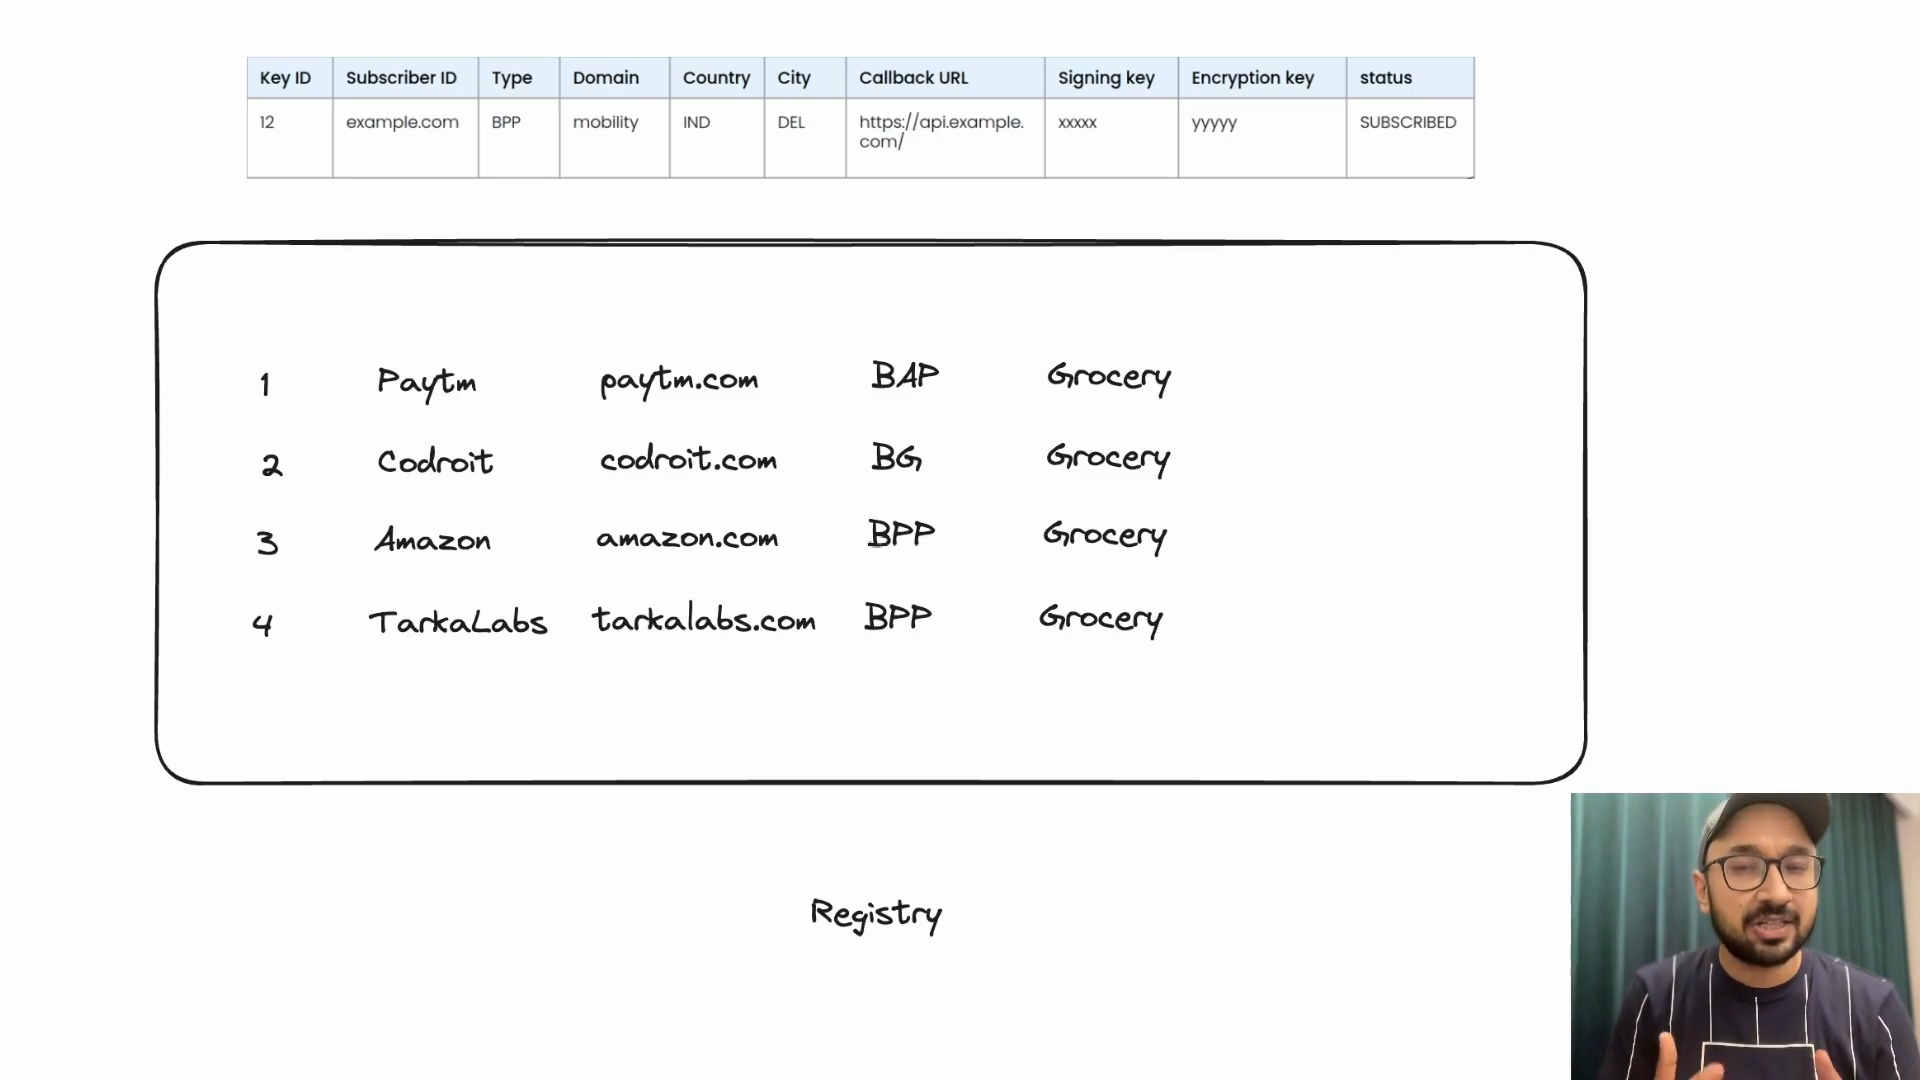 Key ID Subscriber ID Type Domain Country City Callback URL Signing key Encryption key status
12 example.com BPP mobility IND DEL https://api.example. xxxxx yyyyy SUBSCRIBED
com/
1 Paytm paytm.com BAP Grocery
2 Codroit codroit.com BG Grocery
3 Amazon amazon.com BPP Grocery
4 TarkaLabs tarkalabs.com BPP Grocery
Registry